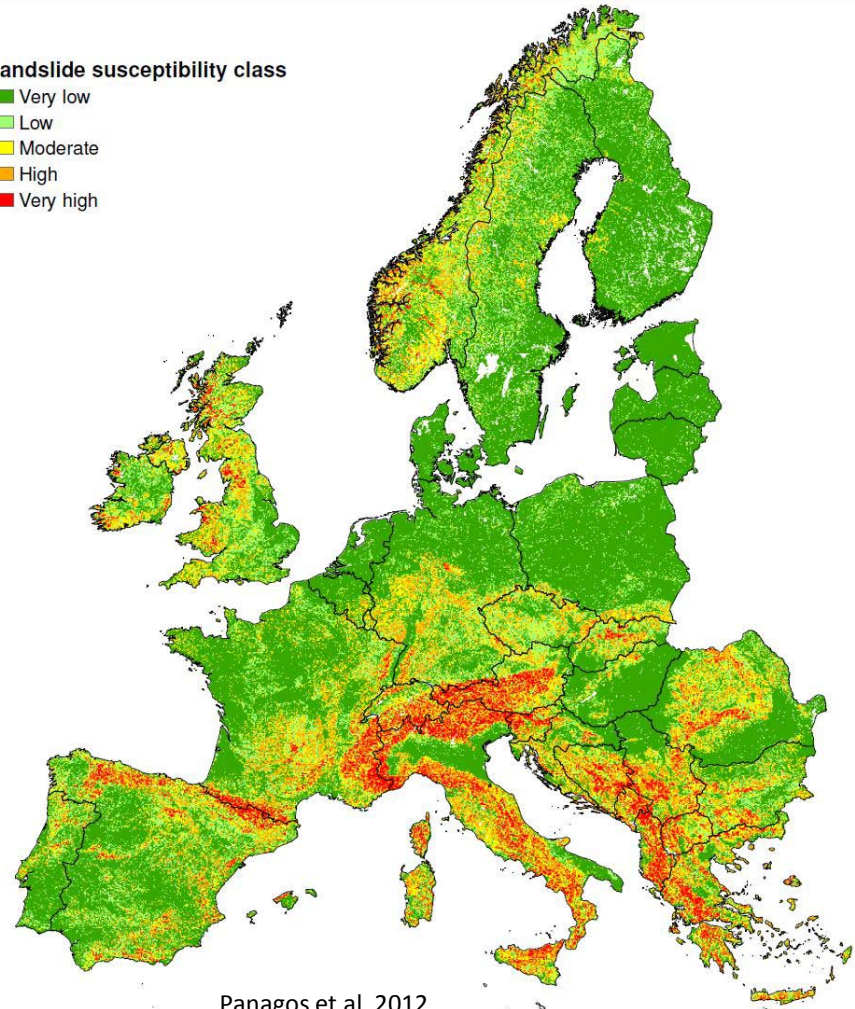 andslide susceptibility class
Very low
Low
Moderate
High
Very high
Panagos et al. 2012